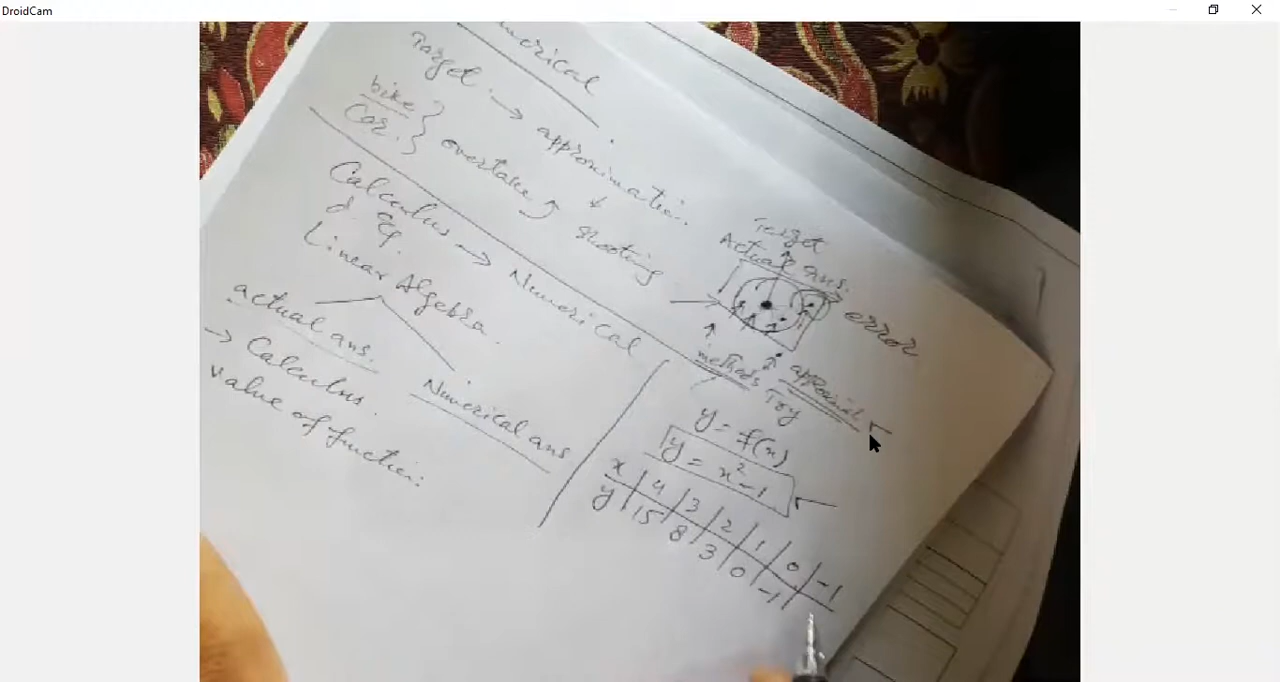 DroidCam
Numerical
Target → approximation.
bike
Car. } overtake
↓
shooting →
Calculus → Numerical
d. eq
Linear Algebra.
actual ans.
Numerical ans
→ Calculus.
value of function:
Target
Actual ans.
error
methods Try
y = f(x)
y = x²-1
x | 4 | 3 | 2 | 1 | 0 | -1
y | 15 | 8 | 3 | 0 | -1 |